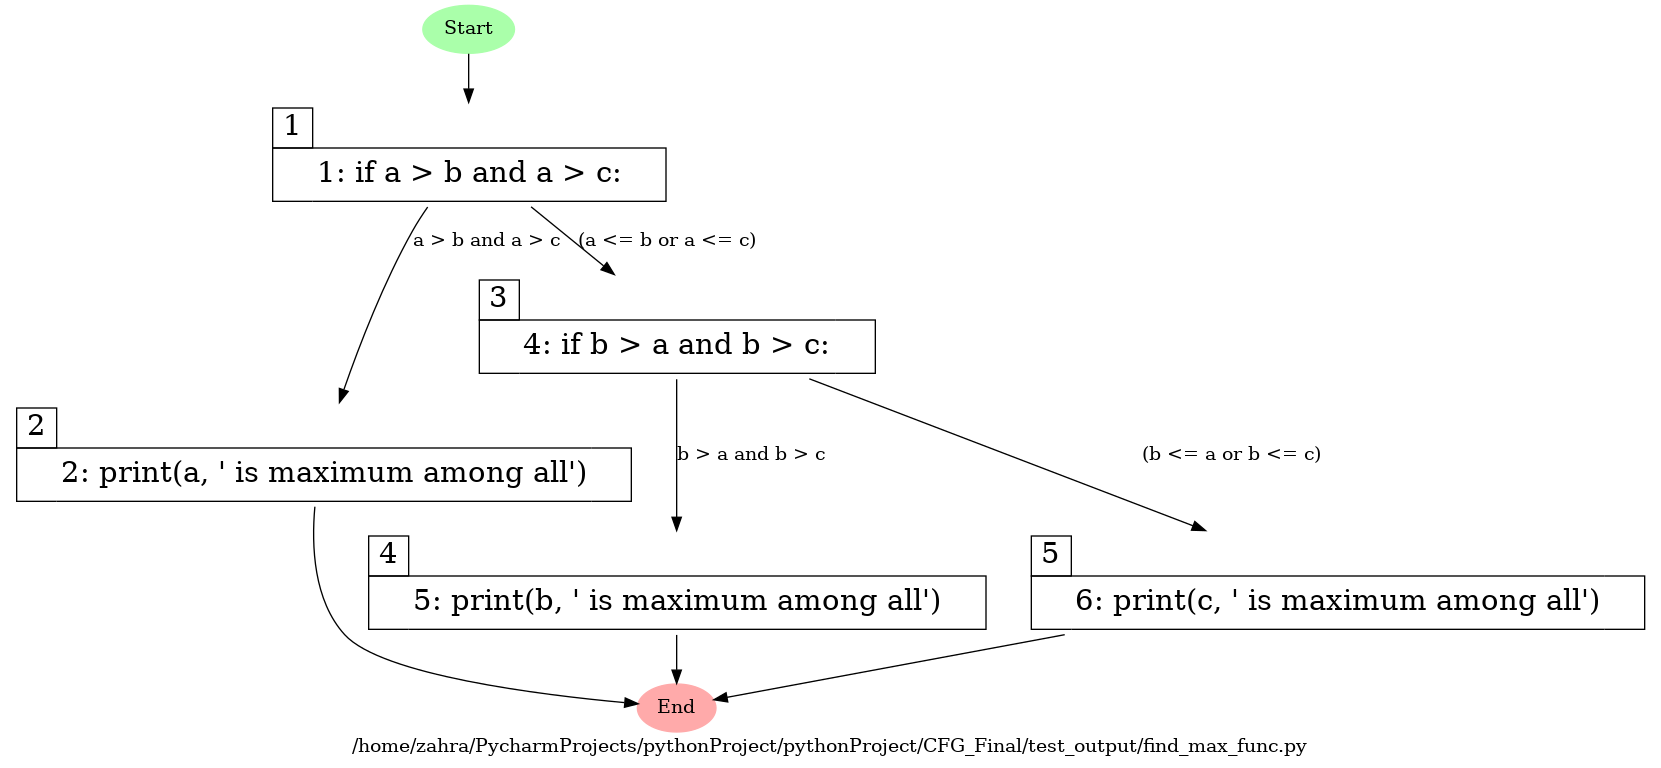 Start
1
1: if a > b and a > c:
a > b and a > c
(a <= b or a <= c)
3
4: if b > a and b > c:
2
2: print(a, ' is maximum among all')
b > a and b > c
(b <= a or b <= c)
4
5: print(b, ' is maximum among all')
5
6: print(c, ' is maximum among all')
End
/home/zahra/PycharmProjects/pythonProject/pythonProject/CFG_Final/test_output/find_max_func.py